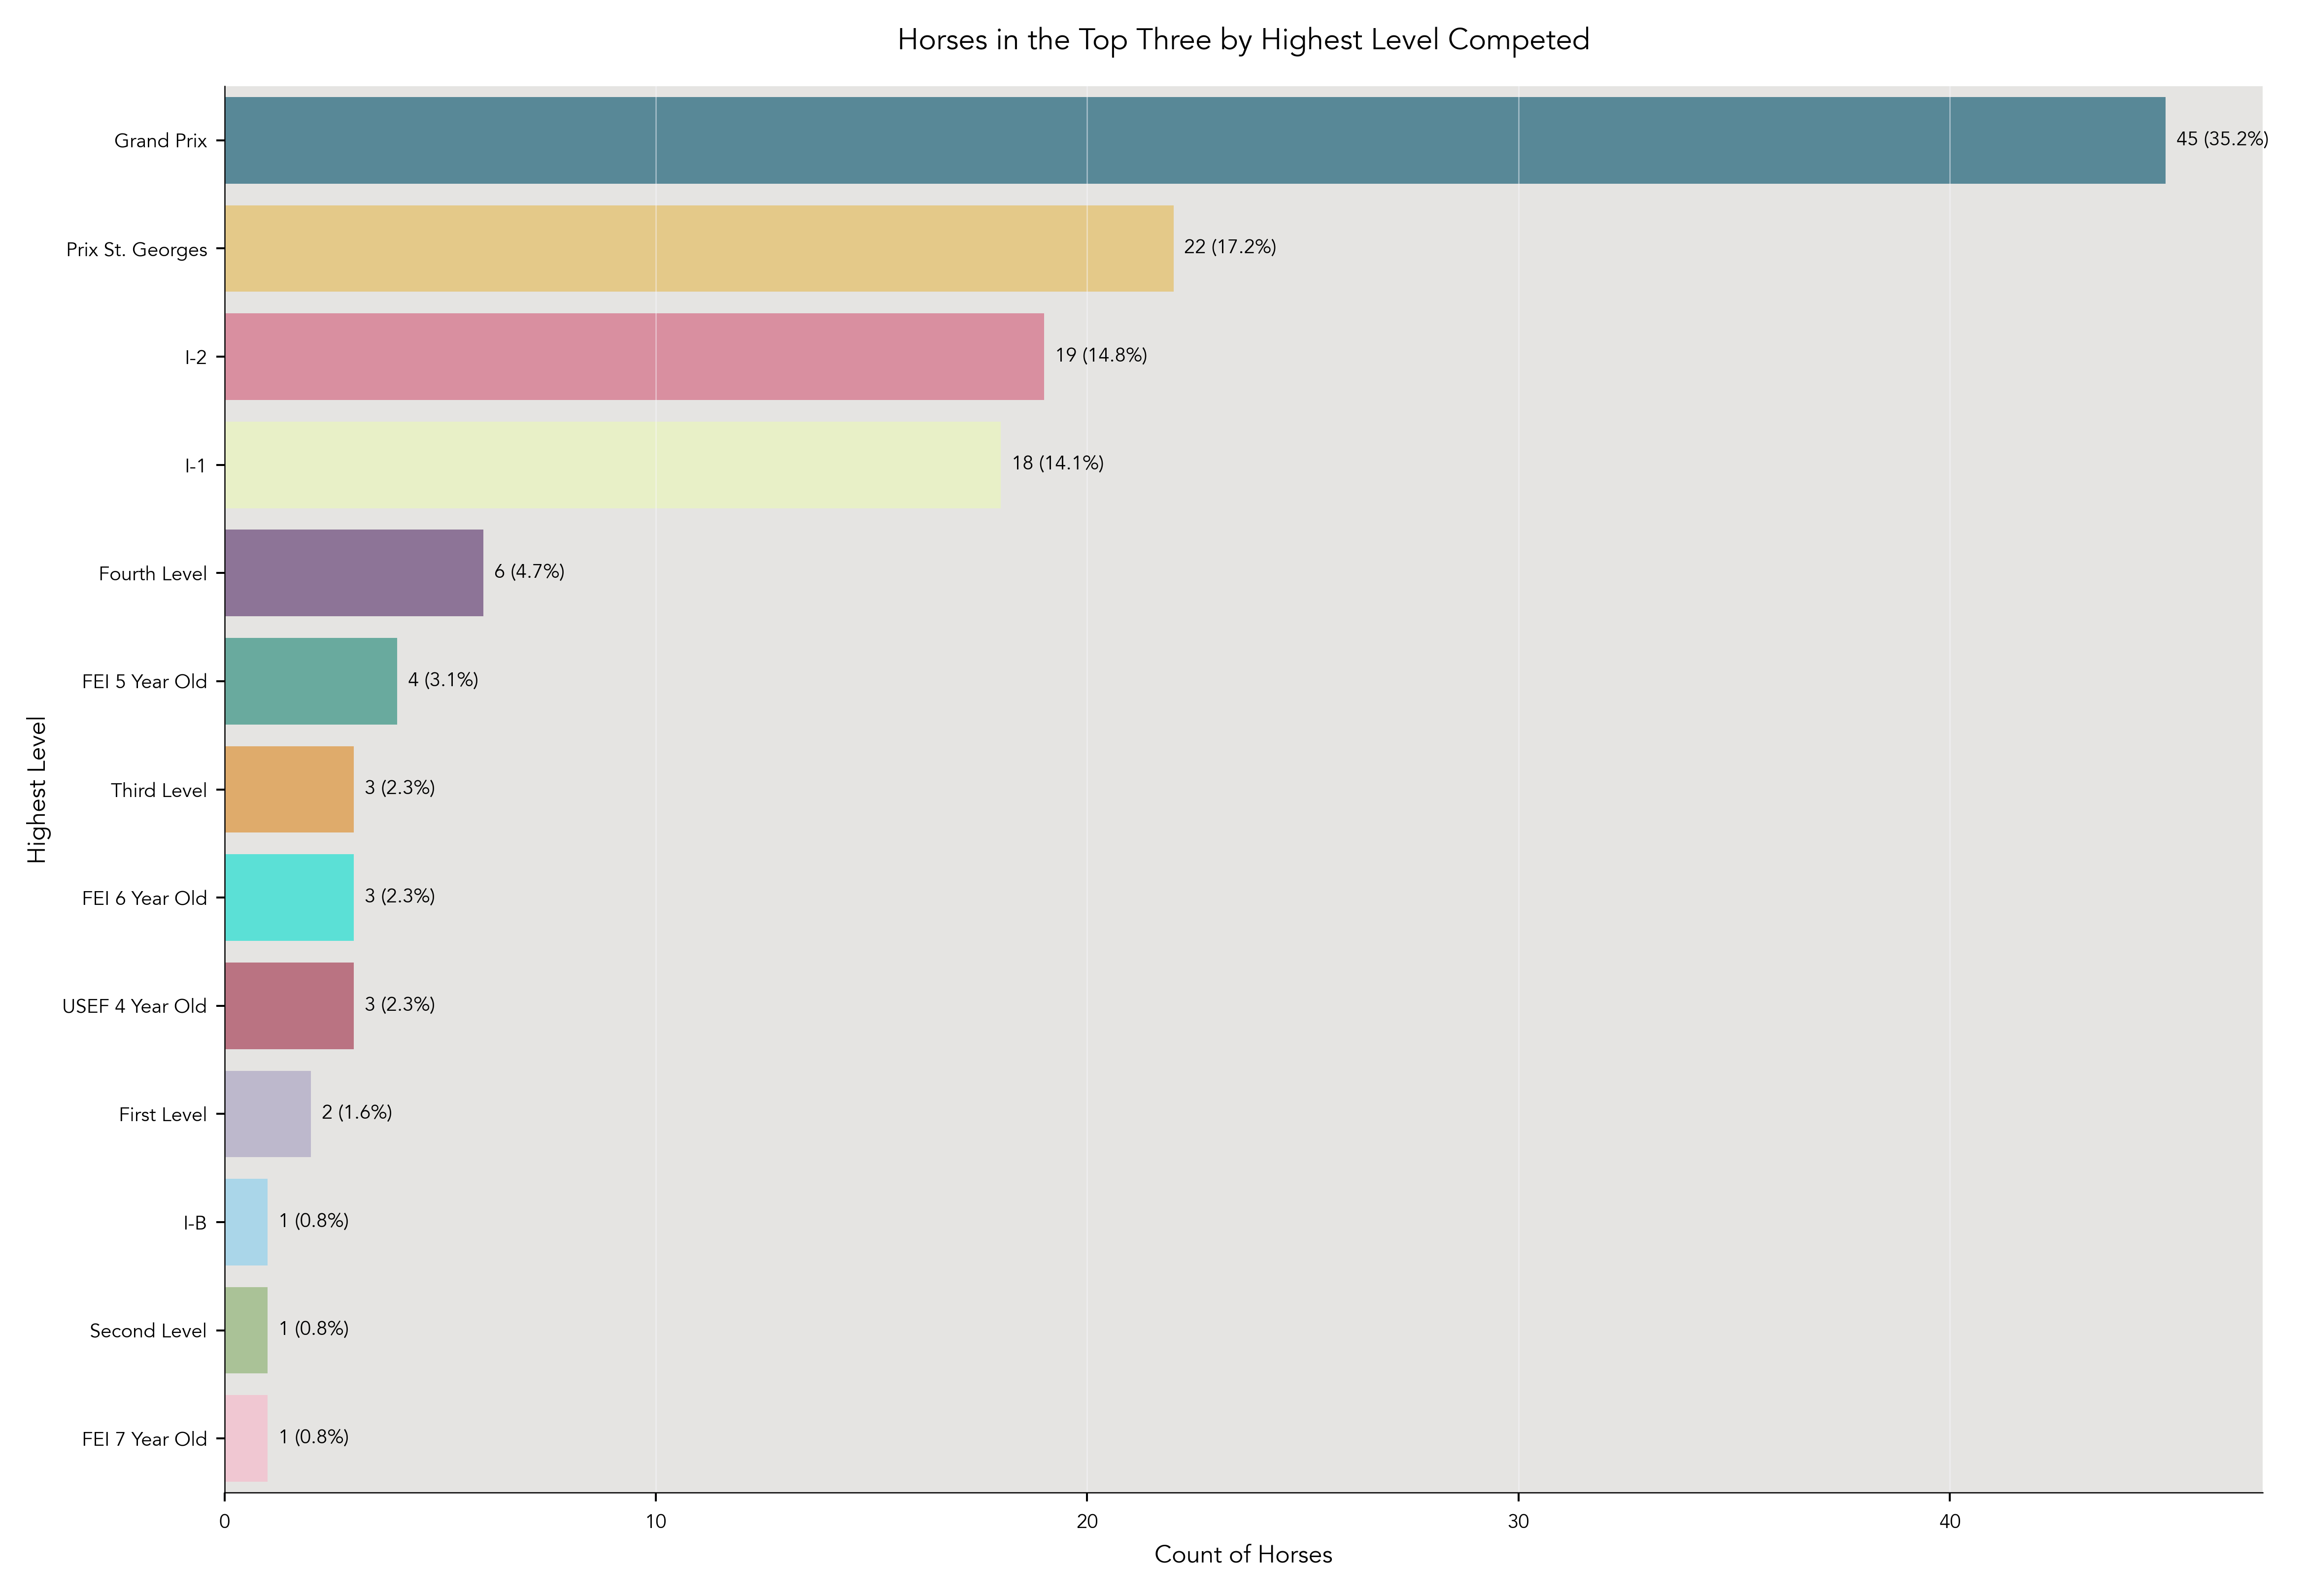 Horses in the Top Three by Highest Level Competed
Grand Prix
45 (35.2%)
Prix St. Georges
22 (17.2%)
I-2
19 (14.8%)
I-1
18 (14.1%)
Fourth Level
6 (4.7%)
FEI 5 Year Old
4 (3.1%)
Third Level
3 (2.3%)
FEI 6 Year Old
3 (2.3%)
USEF 4 Year Old
3 (2.3%)
First Level
2 (1.6%)
I-B
1 (0.8%)
Second Level
1 (0.8%)
FEI 7 Year Old
1 (0.8%)
Highest Level
0 10 20 30 40
Count of Horses